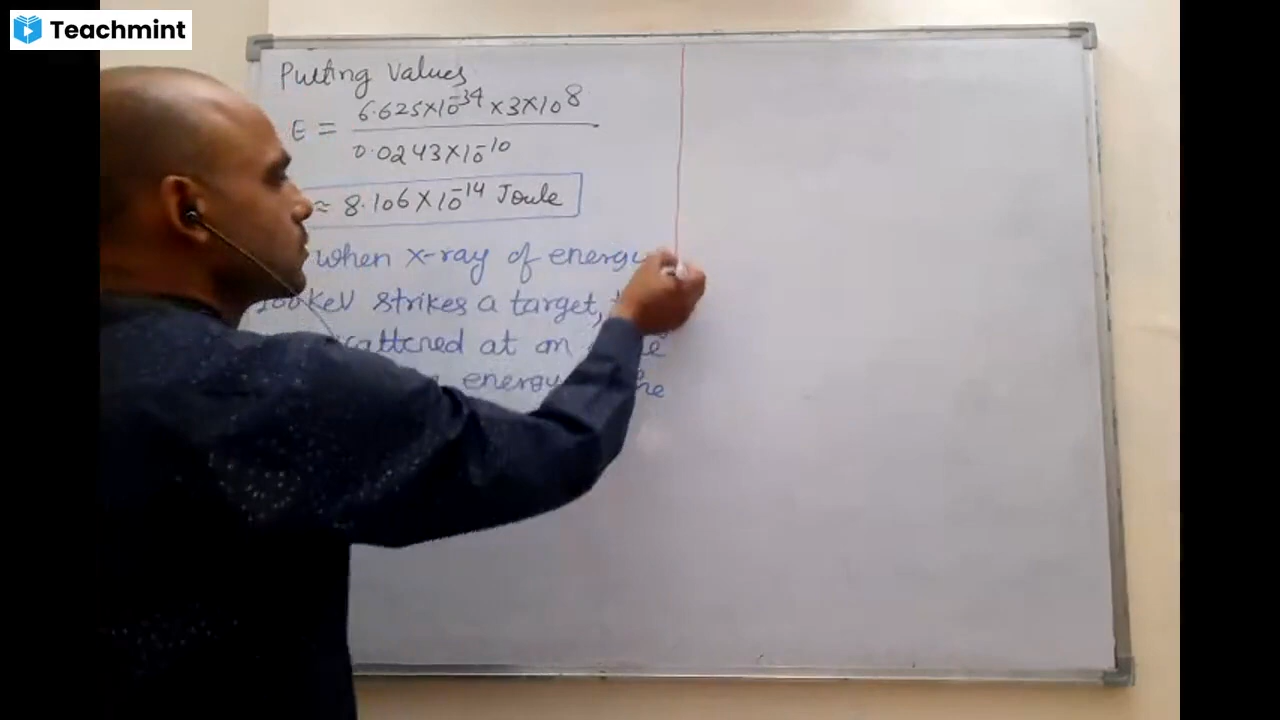 Teachmint
Putting Values
E = 6.625×10⁻³⁴ × 3×10⁸
0.0243×10⁻¹⁰
≈ 8.106×10⁻¹⁴ Joule
when x-ray of energy
KeV strikes a target,
scattered at an
energy